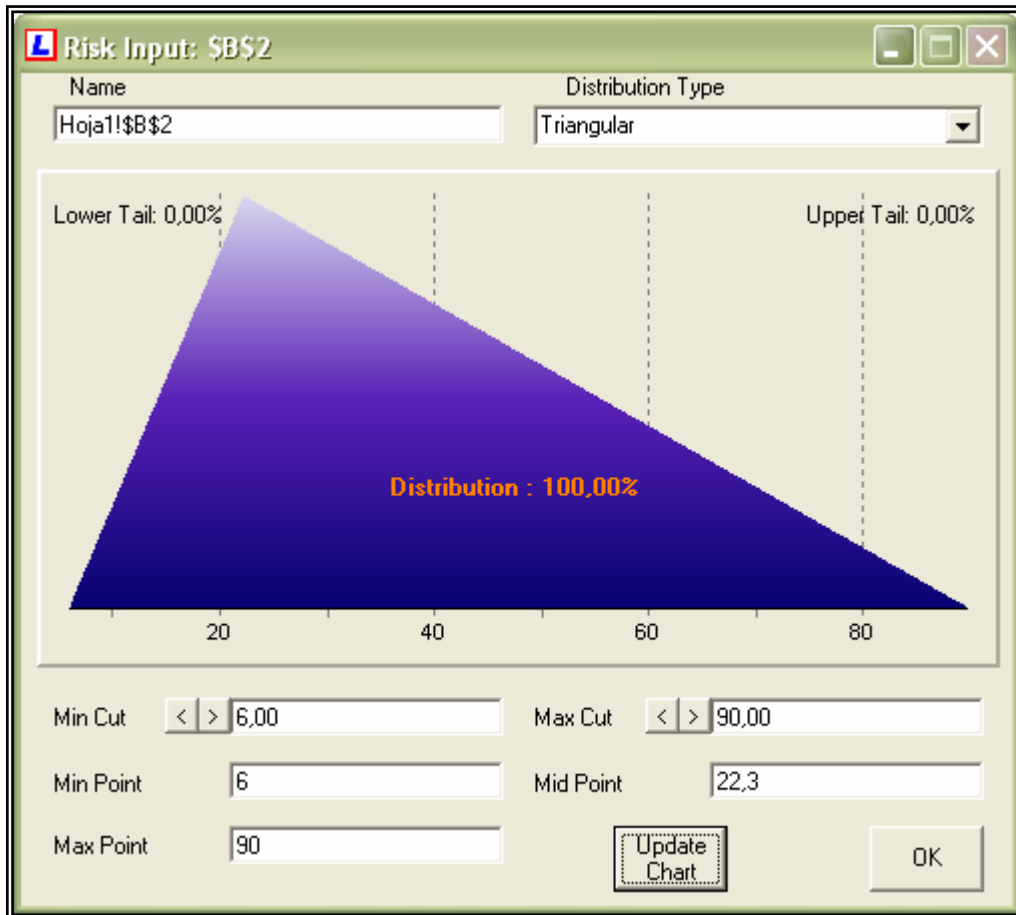 L Risk Input: $B$2
Name Distribution Type
Hoja1!$B$2 Triangular
Lower Tail: 0,00% Upper Tail: 0,00%
Distribution : 100,00%
20 40 60 80
Min Cut < > 6,00 Max Cut < > 90,00
Min Point 6 Mid Point 22,3
Max Point 90 Update
Chart OK